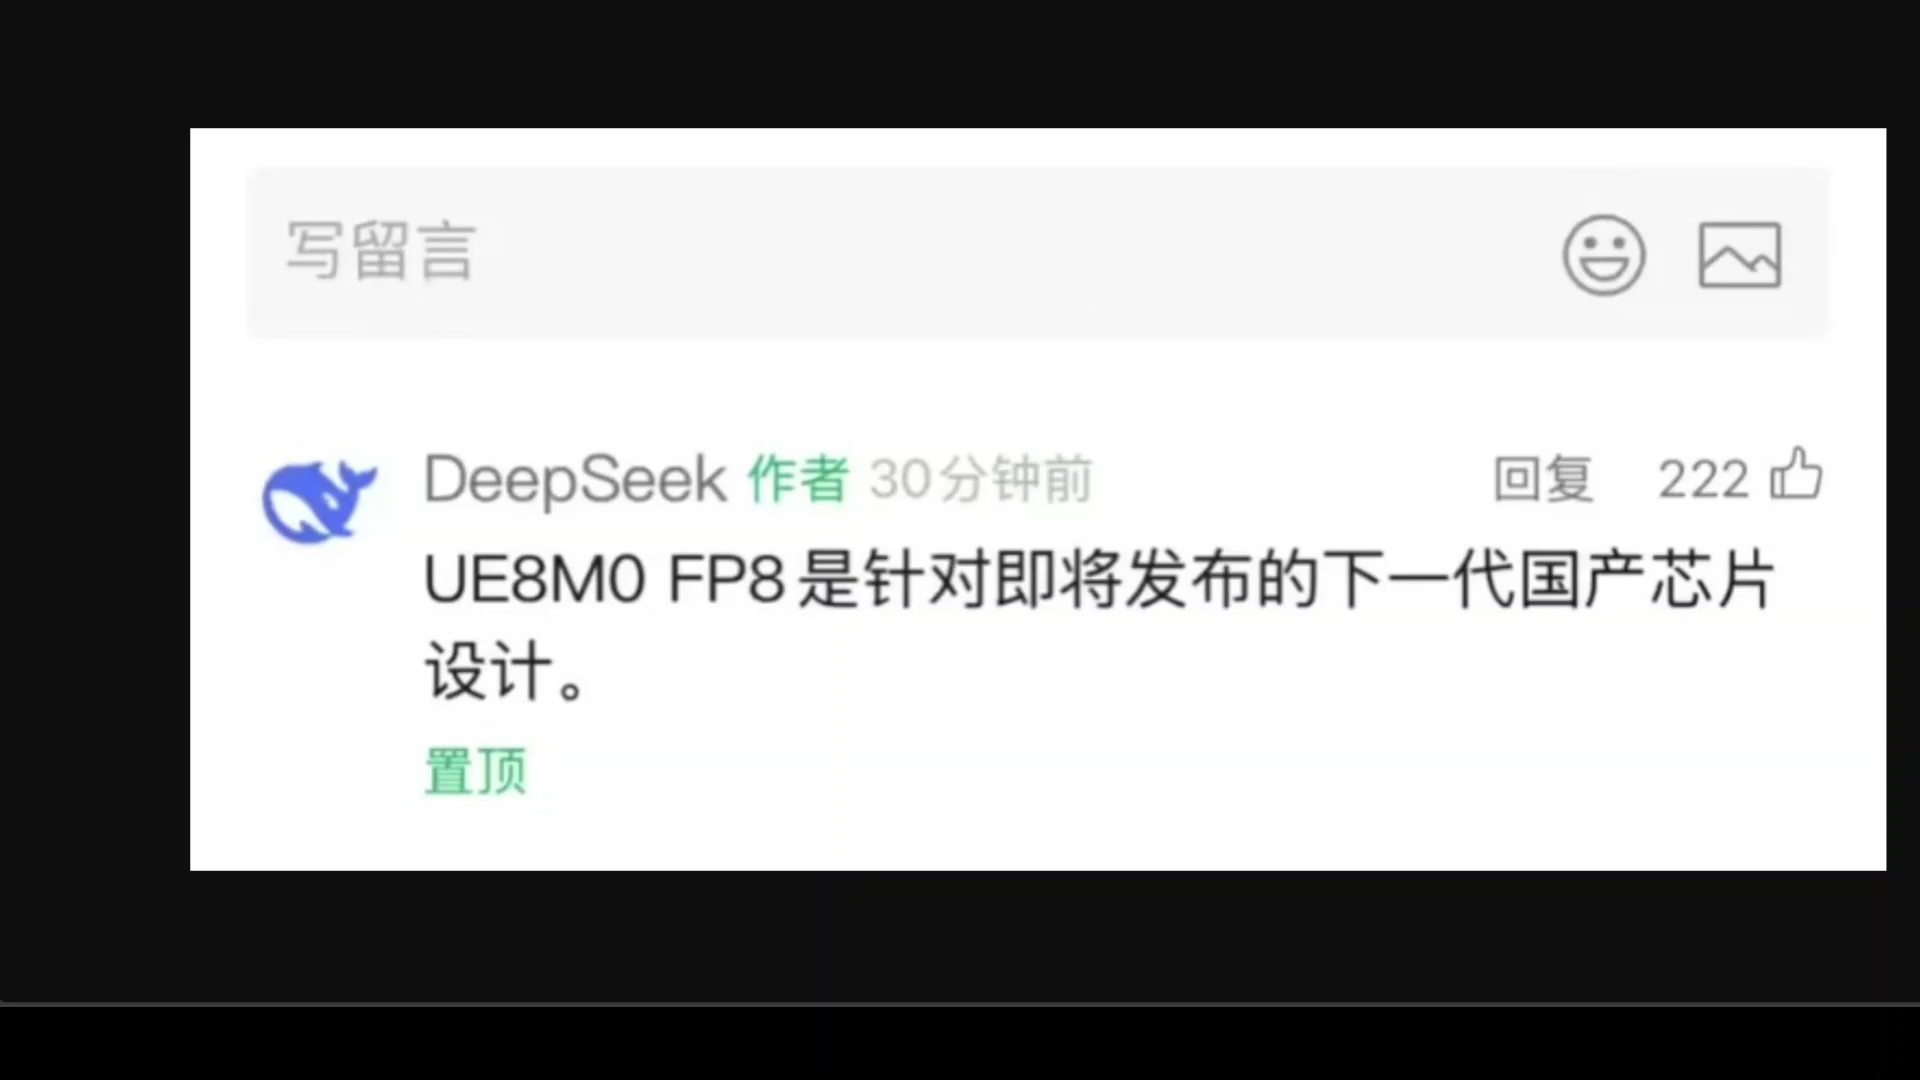 写留言
DeepSeek 作者 30分钟前 回复 222
UE8M0 FP8是针对即将发布的下一代国产芯片
设计。
置顶